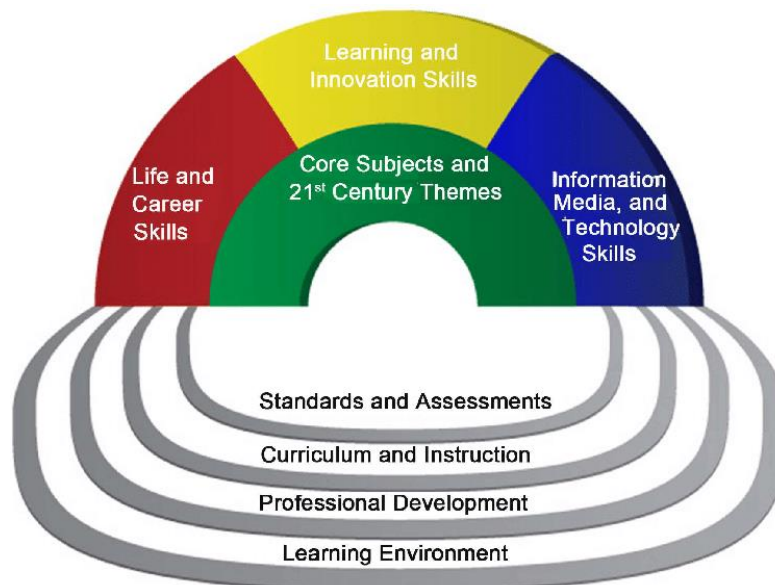 Learning and
Innovation Skills
Life and
Career
Skills
Core Subjects and
21st Century Themes
Information
Media, and
Technology
Skills
Standards and Assessments
Curriculum and Instruction
Professional Development
Learning Environment